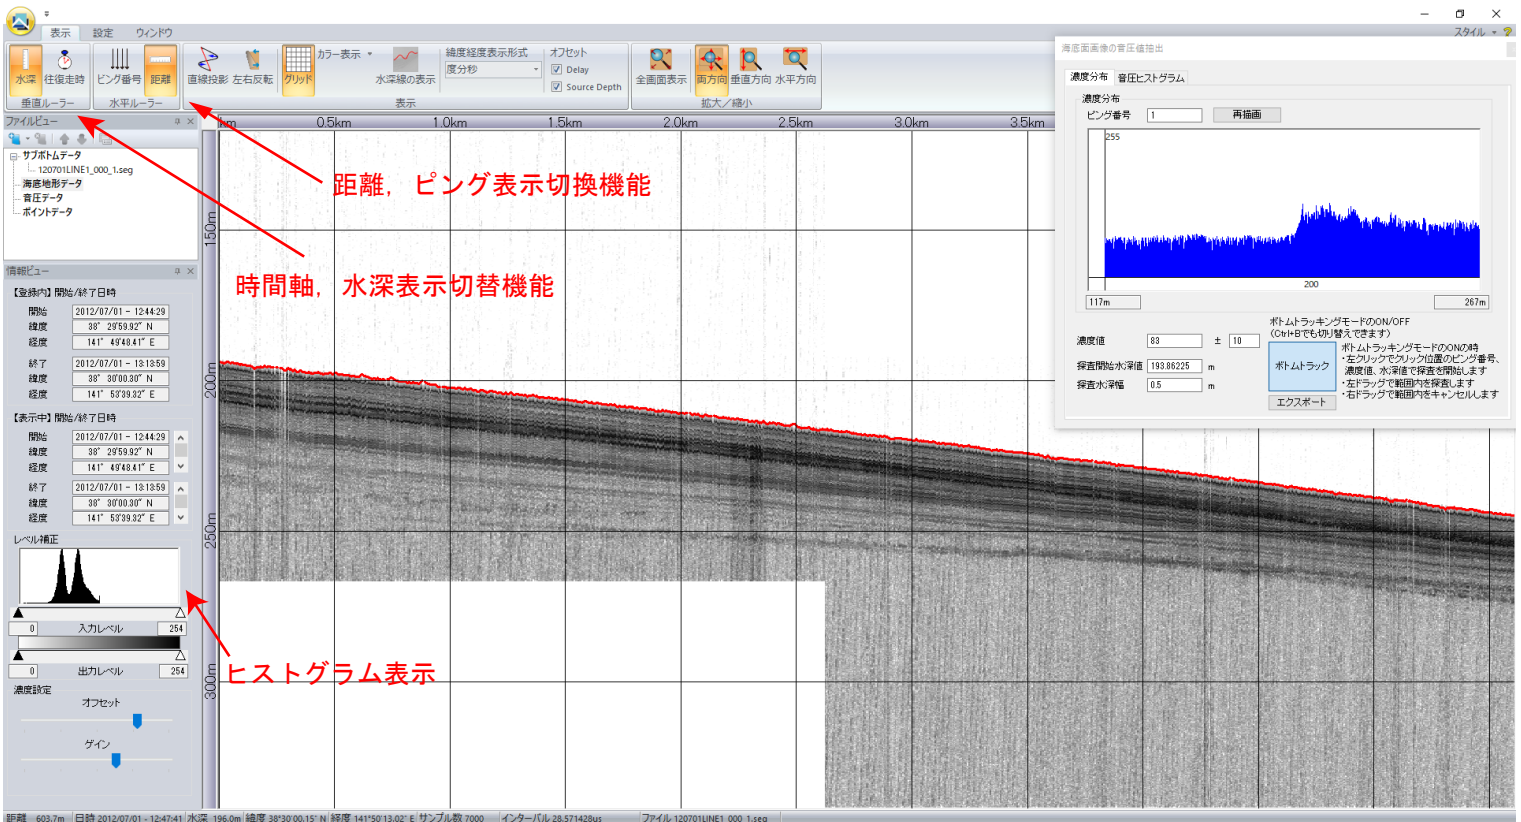 表示 設定 ウィンドウ
スタイル
水深 往復走時 ピング番号 距離 直線投影 左右反転 グリッド カラー表示 水深線の表示
緯度経度表示形式
度分秒
オフセット
Delay
Source Depth
全画面表示 両方向 垂直方向 水平方向
垂直ルーラー 水平ルーラー 表示 拡大／縮小
ファイルビュー
サブボトムデータ
120701LINE1_000_1.seg
海底地形データ
音圧データ
ポイントデータ
km 0.5km 1.0km 1.5km 2.0km 2.5km 3.0km 3.5km
150m
200m
250m
300m
距離，ピング表示切換機能
時間軸，水深表示切替機能
ヒストグラム表示
情報ビュー
【登録内】開始/終了日時
開始 2012/07/01 - 12:44:29
緯度 38° 29'59.92" N
経度 141° 49'48.41" E
終了 2012/07/01 - 13:13:59
緯度 38° 30'00.30" N
経度 141° 53'39.32" E
【表示中】開始/終了日時
開始 2012/07/01 - 12:44:29
緯度 38° 29'59.92" N
経度 141° 49'48.41" E
終了 2012/07/01 - 13:13:59
緯度 38° 30'00.30" N
経度 141° 53'39.32" E
レベル補正
0 入力レベル 254
0 出力レベル 254
濃度設定
オフセット
ゲイン
海底面画像の音圧値抽出
濃度分布 音圧ヒストグラム
濃度分布
ピング番号 1 再描画
255
200
117m 267m
濃度値 83 ± 10
探査開始水深値 193.86225 m
探査水深幅 0.5 m
ボトムトラッキングモードのON/OFF
(Ctrl+Bでも切り替えできます)
ボトムトラック
エクスポート
ボトムトラッキングモードのONの時
・左クリックでクリック位置のピング番号、
濃度値、水深値で探査を開始します
・左ドラッグで範囲内を探査します
・右ドラッグで範囲内をキャンセルします
距離 603.7m 日時 2012/07/01 - 12:47:41 水深 196.0m 緯度 38°30'00.15" N 経度 141°50'13.02" E サンプル数 7000 インターバル 28.571428us ファイル 120701LINE1_000_1.seg